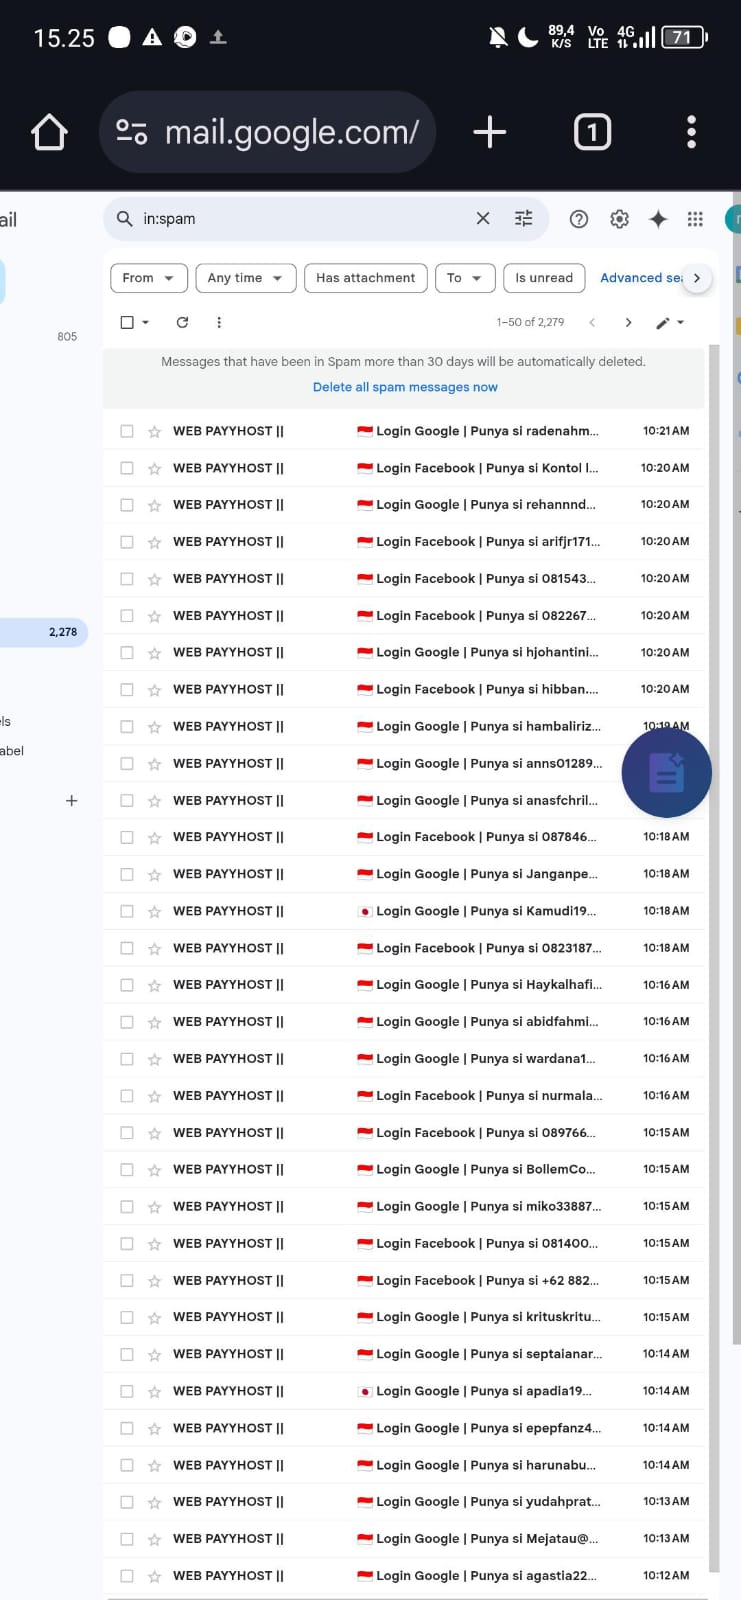 15.25
89,4 K/S
Vo LTE
4G
71
mail.google.com/
1
ail
in:spam
From
Any time
Has attachment
To
Is unread
Advanced sea
805
1–50 of 2,279
Messages that have been in Spam more than 30 days will be automatically deleted.
Delete all spam messages now
WEB PAYYHOST || Login Google | Punya si radenahm... 10:21 AM
WEB PAYYHOST || Login Facebook | Punya si Kontol l... 10:20 AM
WEB PAYYHOST || Login Google | Punya si rehannnd... 10:20 AM
WEB PAYYHOST || Login Facebook | Punya si arifjr171... 10:20 AM
WEB PAYYHOST || Login Facebook | Punya si 081543... 10:20 AM
WEB PAYYHOST || Login Facebook | Punya si 082267... 10:20 AM
2,278
WEB PAYYHOST || Login Google | Punya si hjohantini... 10:20 AM
WEB PAYYHOST || Login Facebook | Punya si hibban.... 10:20 AM
els
WEB PAYYHOST || Login Google | Punya si hambaliriz... 10:19 AM
abel
WEB PAYYHOST || Login Google | Punya si anns01289...
WEB PAYYHOST || Login Google | Punya si anasfchril...
WEB PAYYHOST || Login Facebook | Punya si 087846... 10:18 AM
WEB PAYYHOST || Login Google | Punya si Janganpe... 10:18 AM
WEB PAYYHOST || Login Google | Punya si Kamudi19... 10:18 AM
WEB PAYYHOST || Login Facebook | Punya si 0823187... 10:18 AM
WEB PAYYHOST || Login Google | Punya si Haykalhafi... 10:16 AM
WEB PAYYHOST || Login Google | Punya si abidfahmi... 10:16 AM
WEB PAYYHOST || Login Google | Punya si wardana1... 10:16 AM
WEB PAYYHOST || Login Facebook | Punya si nurmala... 10:16 AM
WEB PAYYHOST || Login Facebook | Punya si 089766... 10:15 AM
WEB PAYYHOST || Login Google | Punya si BollemCo... 10:15 AM
WEB PAYYHOST || Login Google | Punya si miko33887... 10:15 AM
WEB PAYYHOST || Login Facebook | Punya si 081400... 10:15 AM
WEB PAYYHOST || Login Facebook | Punya si +62 882... 10:15 AM
WEB PAYYHOST || Login Google | Punya si krituskritu... 10:15 AM
WEB PAYYHOST || Login Google | Punya si septaianar... 10:14 AM
WEB PAYYHOST || Login Google | Punya si apadia19... 10:14 AM
WEB PAYYHOST || Login Google | Punya si epepfanz4... 10:14 AM
WEB PAYYHOST || Login Google | Punya si harunabu... 10:14 AM
WEB PAYYHOST || Login Google | Punya si yudahprat... 10:13 AM
WEB PAYYHOST || Login Google | Punya si Mejatau@... 10:13 AM
WEB PAYYHOST || Login Google | Punya si agastia22... 10:12 AM